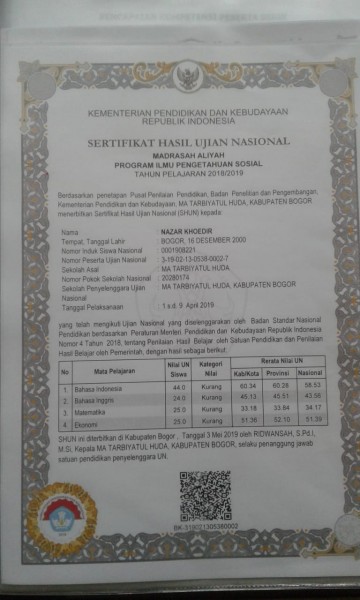 KEMENTERIAN PENDIDIKAN DAN KEBUDAYAAN
REPUBLIK INDONESIA
SERTIFIKAT HASIL UJIAN NASIONAL
MADRASAH ALIYAH
PROGRAM ILMU PENGETAHUAN SOSIAL
TAHUN PELAJARAN 2018/2019
Berdasarkan penetapan Pusat Penilaian Pendidikan, Badan Penelitian dan Pengembangan,
Kementerian Pendidikan dan Kebudayaan, MA TARBIYATUL HUDA, KABUPATEN BOGOR
menerbitkan Sertifikat Hasil Ujian Nasional (SHUN) kepada:
Nama : NAZAR KHOEDIR
Tempat, Tanggal Lahir : BOGOR, 16 DESEMBER 2000
Nomor Induk Siswa Nasional : 0001908221
Nomor Peserta Ujian Nasional : 3-19-02-13-0538-0002-7
Sekolah Asal : MA TARBIYATUL HUDA
Nomor Pokok Sekolah Nasional : 20280174
Sekolah Penyelenggara Ujian : MA TARBIYATUL HUDA, KABUPATEN BOGOR
Nasional
Tanggal Pelaksanaan : 1 s.d. 9 April 2019
yang telah mengikuti Ujian Nasional yang diselenggarakan oleh Badan Standar Nasional
Pendidikan berdasarkan Peraturan Menteri Pendidikan dan Kebudayaan Republik Indonesia
Nomor 4 Tahun 2018, tentang Penilaian Hasil Belajar oleh Satuan Pendidikan dan Penilaian
Hasil Belajar oleh Pemerintah, dengan hasil sebagai berikut.
No. Mata Pelajaran Nilai UN Siswa Kategori Nilai Rerata Nilai UN
Kab/Kota Provinsi Nasional
1. Bahasa Indonesia 44.0 Kurang 60.34 60.28 58.53
2. Bahasa Inggris 24.0 Kurang 45.13 45.51 43.58
3. Matematika 25.0 Kurang 33.18 33.84 34.17
4. Ekonomi 25.0 Kurang 51.36 52.10 51.39
SHUN ini diterbitkan di Kabupaten Bogor , Tanggal 3 Mei 2019 oleh RIDWANSAH, S.Pd.I,
M.Si, Kepala MA TARBIYATUL HUDA, KABUPATEN BOGOR, selaku penanggung jawab
satuan pendidikan penyelenggara UN.
BK-319021305380002